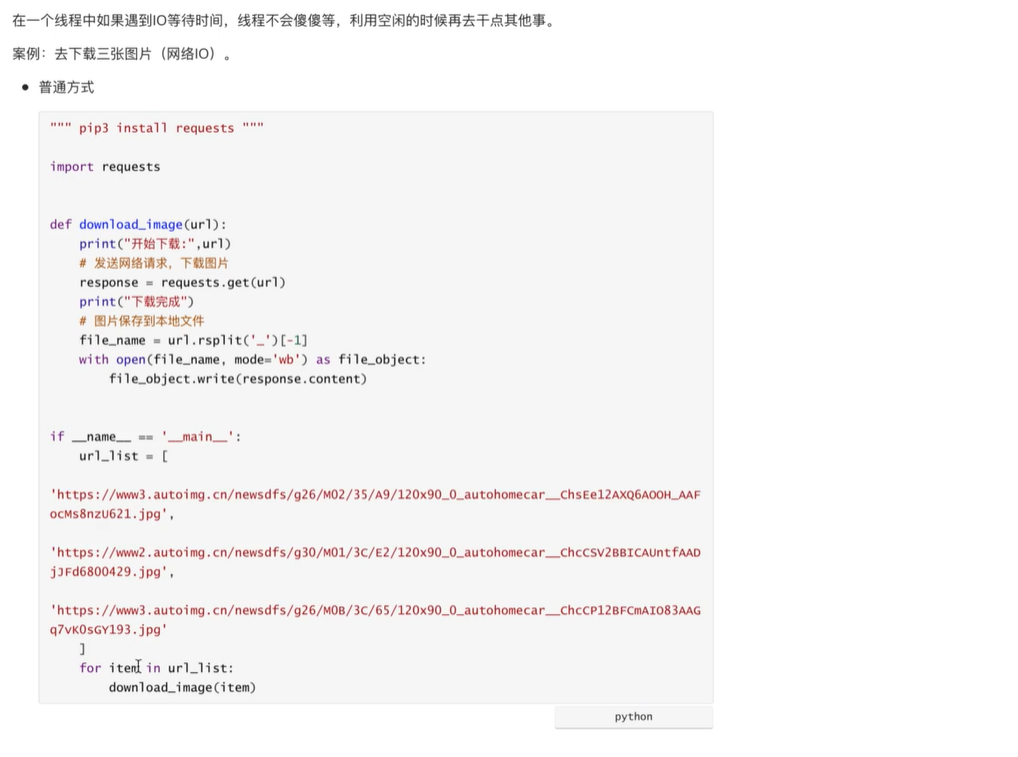 在一个线程中如果遇到IO等待时间，线程不会傻傻等，利用空闲的时候再去干点其他事。
案例：去下载三张图片（网络IO）。
普通方式
""" pip3 install requests """
import requests
def download_image(url):
    print("开始下载:",url)
    # 发送网络请求，下载图片
    response = requests.get(url)
    print("下载完成")
    # 图片保存到本地文件
    file_name = url.rsplit('_')[-1]
    with open(file_name, mode='wb') as file_object:
        file_object.write(response.content)
if __name__ == '__main__':
    url_list = [
'https://www3.autoimg.cn/newsdfs/g26/M02/35/A9/120x90_0_autohomecar__ChsEe12AXQ6AOOH_AAF
ocMs8nzU621.jpg',
'https://www2.autoimg.cn/newsdfs/g30/M01/3C/E2/120x90_0_autohomecar__ChcCSV2BBICAUntfAAD
jJFd6800429.jpg',
'https://www3.autoimg.cn/newsdfs/g26/M0B/3C/65/120x90_0_autohomecar__ChcCP12BFCmAIO83AAG
q7vK0sGY193.jpg'
    ]
    for item in url_list:
        download_image(item)
python